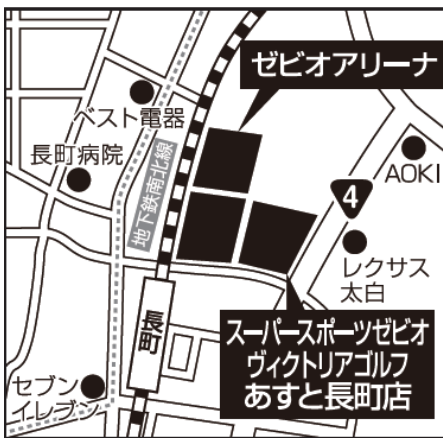 ゼビオアリーナ
ベスト電器
長町病院
地下鉄南北線
AOKI
4
レクサス
太白
長町
スーパースポーツゼビオ
ヴィクトリアゴルフ
あすと長町店
セブン
イレブン